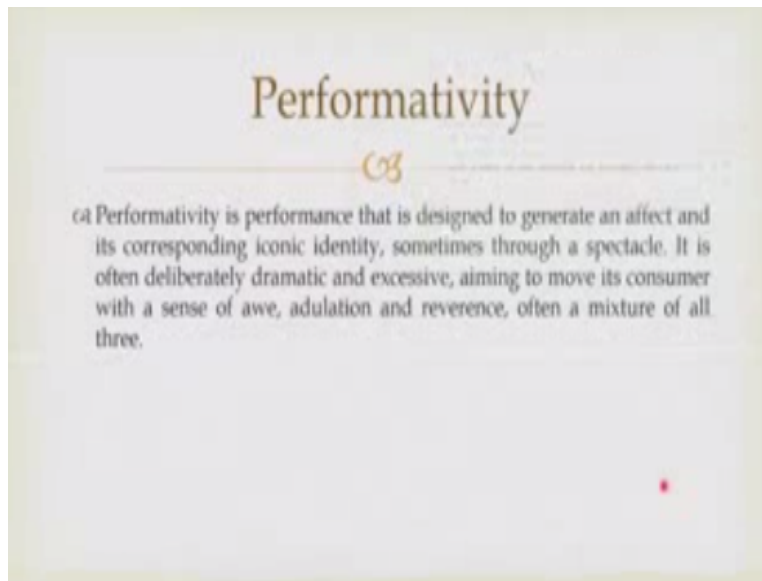 Performativity
Performativity is performance that is designed to generate an affect and
its corresponding iconic identity, sometimes through a spectacle. It is
often deliberately dramatic and excessive, aiming to move its consumer
with a sense of awe, adulation and reverence, often a mixture of all
three.